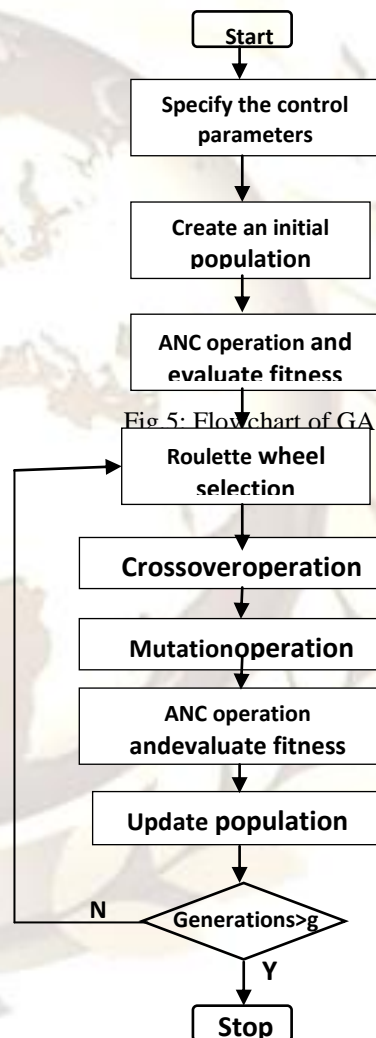 Start
Specify the control
parameters
Create an initial
population
ANC operation and
evaluate fitness
Fig.5: Flowchart of GA
Roulette wheel
selection
Crossoveroperation
Mutationoperation
ANC operation
andevaluate fitness
Update population
Generations>g
N
Y
Stop